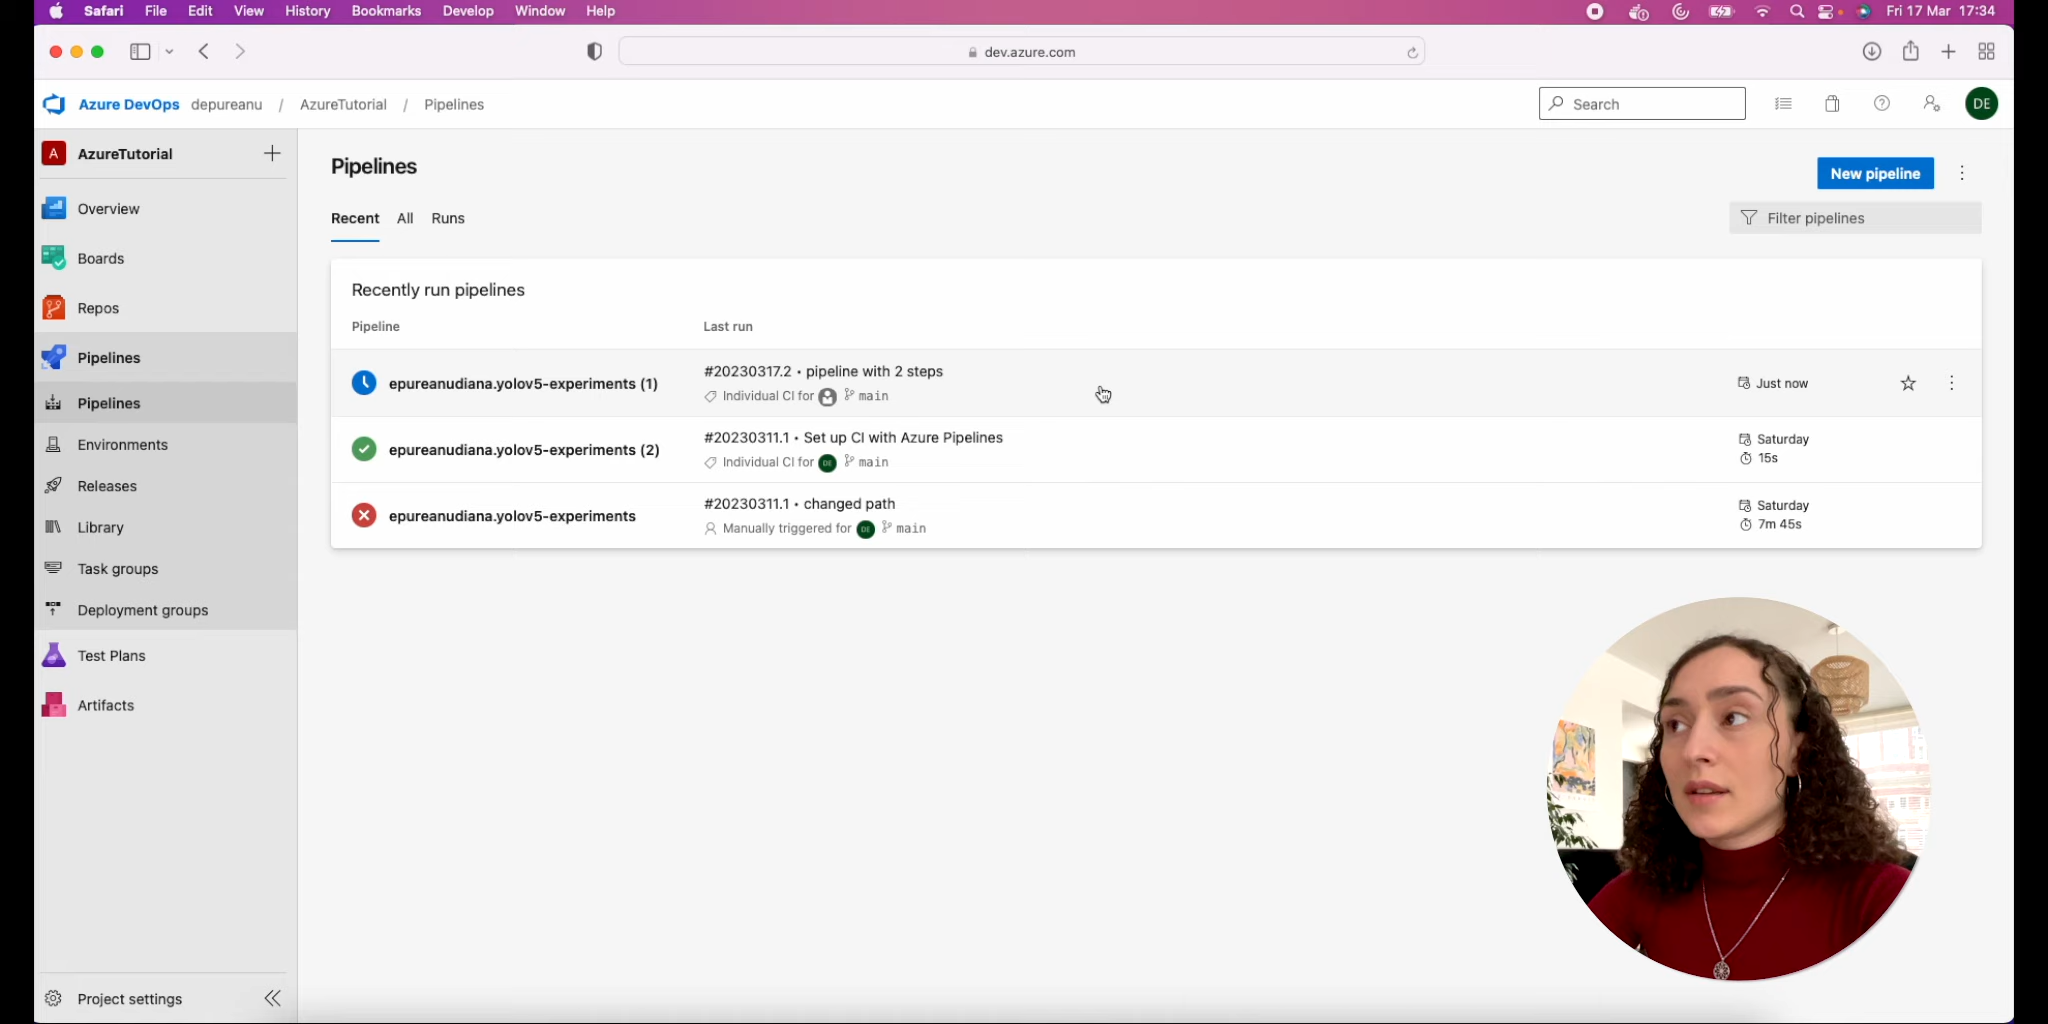 Safari File Edit View History Bookmarks Develop Window Help Fri 17 Mar 17:34
dev.azure.com
Azure DevOps depureanu / AzureTutorial / Pipelines Search DE
A AzureTutorial
Overview
Boards
Repos
Pipelines
Pipelines
Environments
Releases
Library
Task groups
Deployment groups
Test Plans
Artifacts
Project settings
Pipelines
New pipeline
Recent All Runs
Filter pipelines
Recently run pipelines
Pipeline Last run
epureanudiana.yolov5-experiments (1) #20230317.2 • pipeline with 2 steps Just now
Individual CI for main
epureanudiana.yolov5-experiments (2) #20230311.1 • Set up CI with Azure Pipelines Saturday
Individual CI for DE main 15s
epureanudiana.yolov5-experiments #20230311.1 • changed path Saturday
Manually triggered for DE main 7m 45s